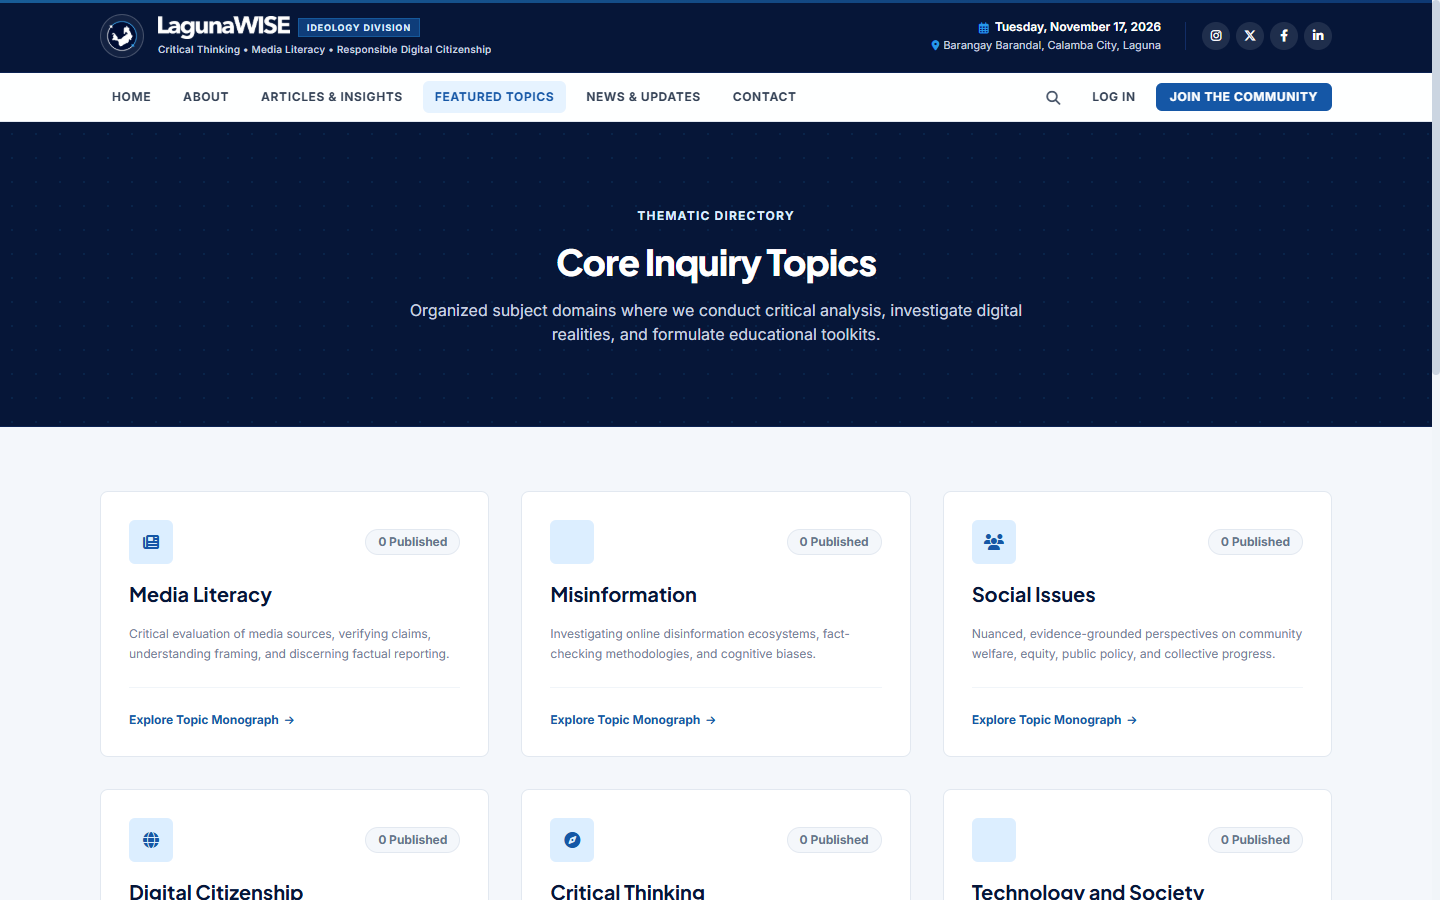 LagunaWISE IDEOLOGY DIVISION
Critical Thinking • Media Literacy • Responsible Digital Citizenship
Tuesday, November 17, 2026
Barangay Barandal, Calamba City, Laguna
HOME ABOUT ARTICLES & INSIGHTS FEATURED TOPICS NEWS & UPDATES CONTACT LOG IN JOIN THE COMMUNITY
THEMATIC DIRECTORY
Core Inquiry Topics
Organized subject domains where we conduct critical analysis, investigate digital
realities, and formulate educational toolkits.
0 Published
Media Literacy
Critical evaluation of media sources, verifying claims,
understanding framing, and discerning factual reporting.
Explore Topic Monograph →
0 Published
Misinformation
Investigating online disinformation ecosystems, fact-
checking methodologies, and cognitive biases.
Explore Topic Monograph →
0 Published
Social Issues
Nuanced, evidence-grounded perspectives on community
welfare, equity, public policy, and collective progress.
Explore Topic Monograph →
0 Published
Digital Citizenship
0 Published
Critical Thinking
0 Published
Technology and Society